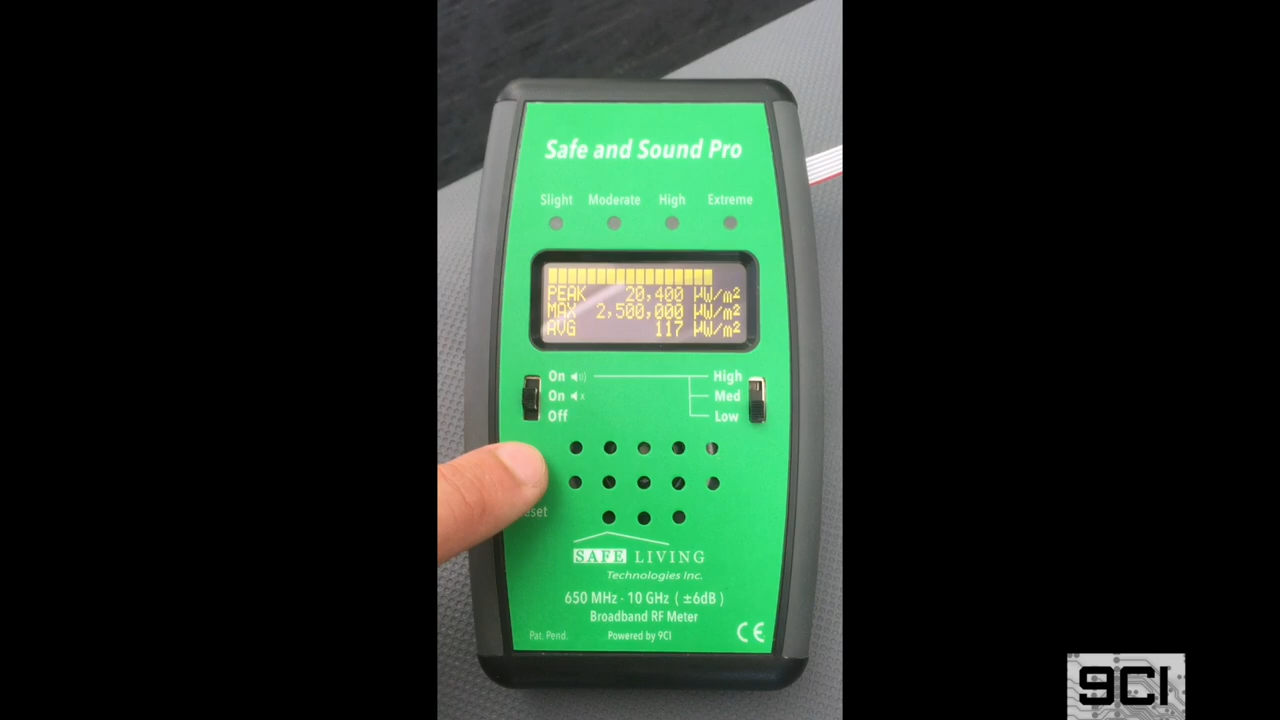 Safe and Sound Pro
Slight Moderate High Extreme
PEAK 20,400 µW/m²
MAX 2,500,000 µW/m²
AVG 117 µW/m²
On High
On x Med
Off Low
eset
SAFE LIVING
Technologies Inc.
650 MHz - 10 GHz ( ±6dB )
Broadband RF Meter
Pat. Pend. Powered by 9CI CE
9CI